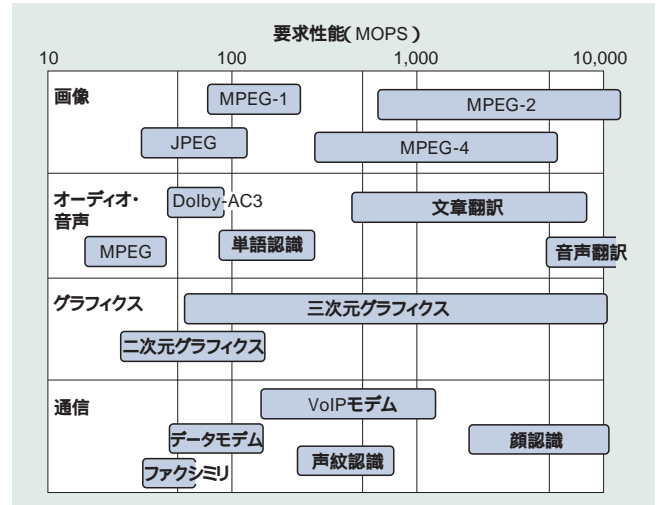 要求性能(MOPS)
10 100 1,000 10,000
画像
MPEG-1
MPEG-2
JPEG
MPEG-4
オーディオ・
音声
Dolby-AC3
文章翻訳
MPEG
単語認識
音声翻訳
グラフィクス
三次元グラフィクス
二次元グラフィクス
通信
VoIPモデム
データモデム
顔認識
声紋認識
ファクシミリ